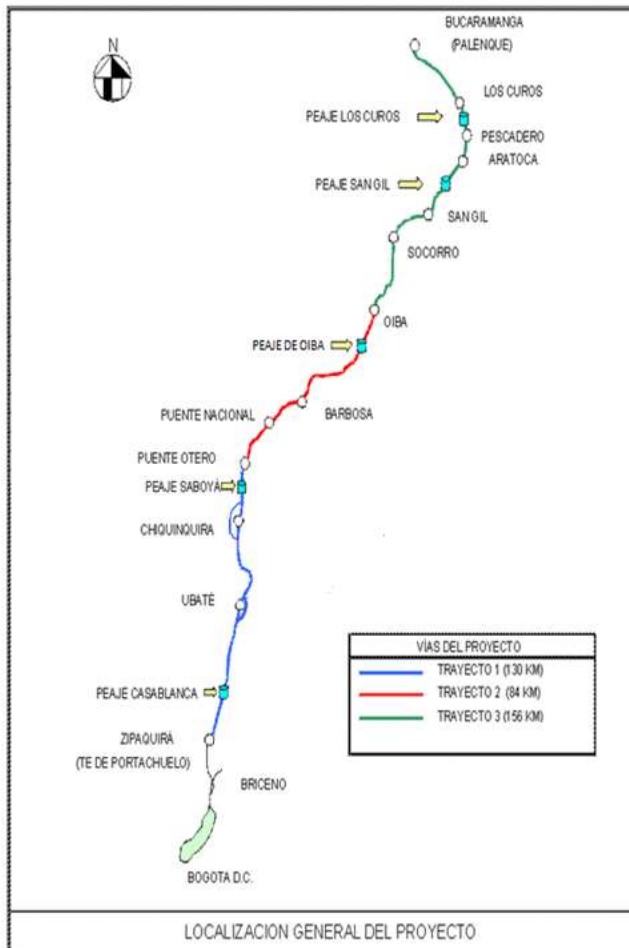 BUCARAMANGA
(PALENQUE)
N
LOS CUROS
PEAJE LOS CUROS
PESCADERO
ARATOCA
PEAJE SAN GIL
SAN GIL
SOCORRO
OIBA
PEAJE DE OIBA
BARBOSA
PUENTE NACIONAL
PUENTE OTERO
PEAJE SABOYÁ
CHIQUINQUIRA
UBATÉ
VÍAS DEL PROYECTO
TRAYECTO 1 (130 KM)
TRAYECTO 2 (84 KM)
TRAYECTO 3 (156 KM)
PEAJE CASABLANCA
ZIPAQUIRÁ
(TE DE PORTACHUELO)
BRICENO
BOGOTA D.C.
LOCALIZACION GENERAL DEL PROYECTO